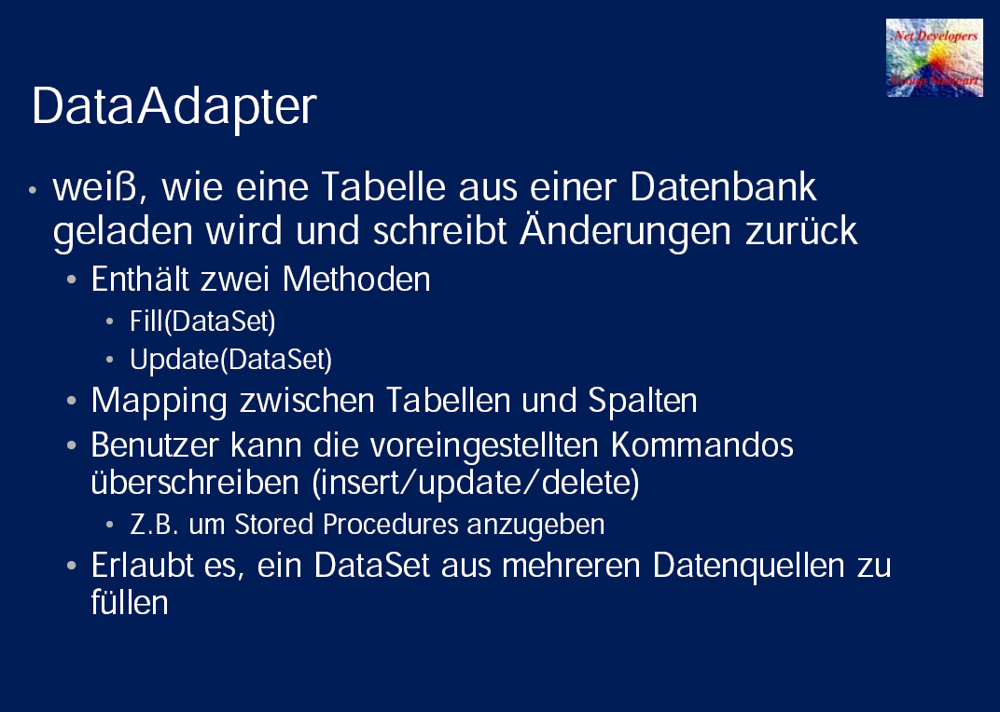 .Net Developers
Group Stuttgart
DataAdapter
• weiß, wie eine Tabelle aus einer Datenbank
geladen wird und schreibt Änderungen zurück
• Enthält zwei Methoden
• Fill(DataSet)
• Update(DataSet)
• Mapping zwischen Tabellen und Spalten
• Benutzer kann die voreingestellten Kommandos
überschreiben (insert/update/delete)
• Z.B. um Stored Procedures anzugeben
• Erlaubt es, ein DataSet aus mehreren Datenquellen zu
füllen